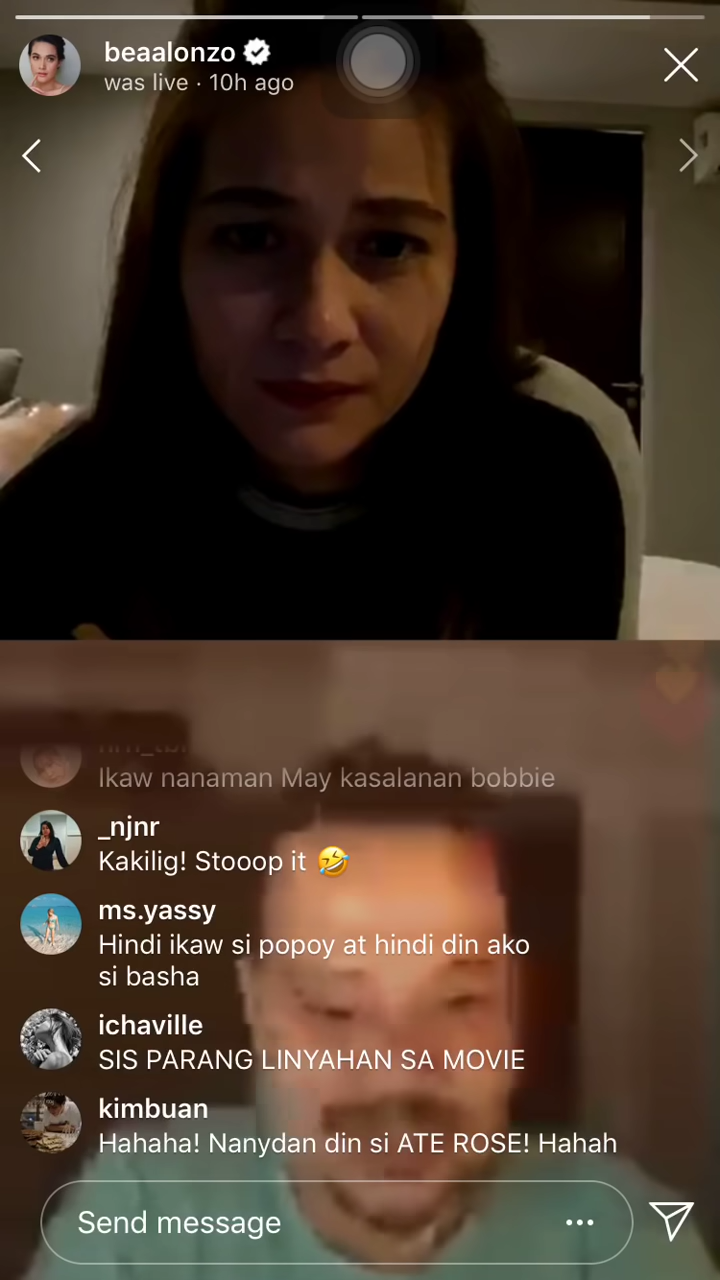 beaalonzo
was live · 10h ago
Ikaw nanaman May kasalanan bobbie
_njnr
Kakilig! Stooop it 🤣
ms.yassy
Hindi ikaw si popoy at hindi din ako
si basha
ichaville
SIS PARANG LINYAHAN SA MOVIE
kimbuan
Hahaha! Nanydan din si ATE ROSE! Hahah
Send message